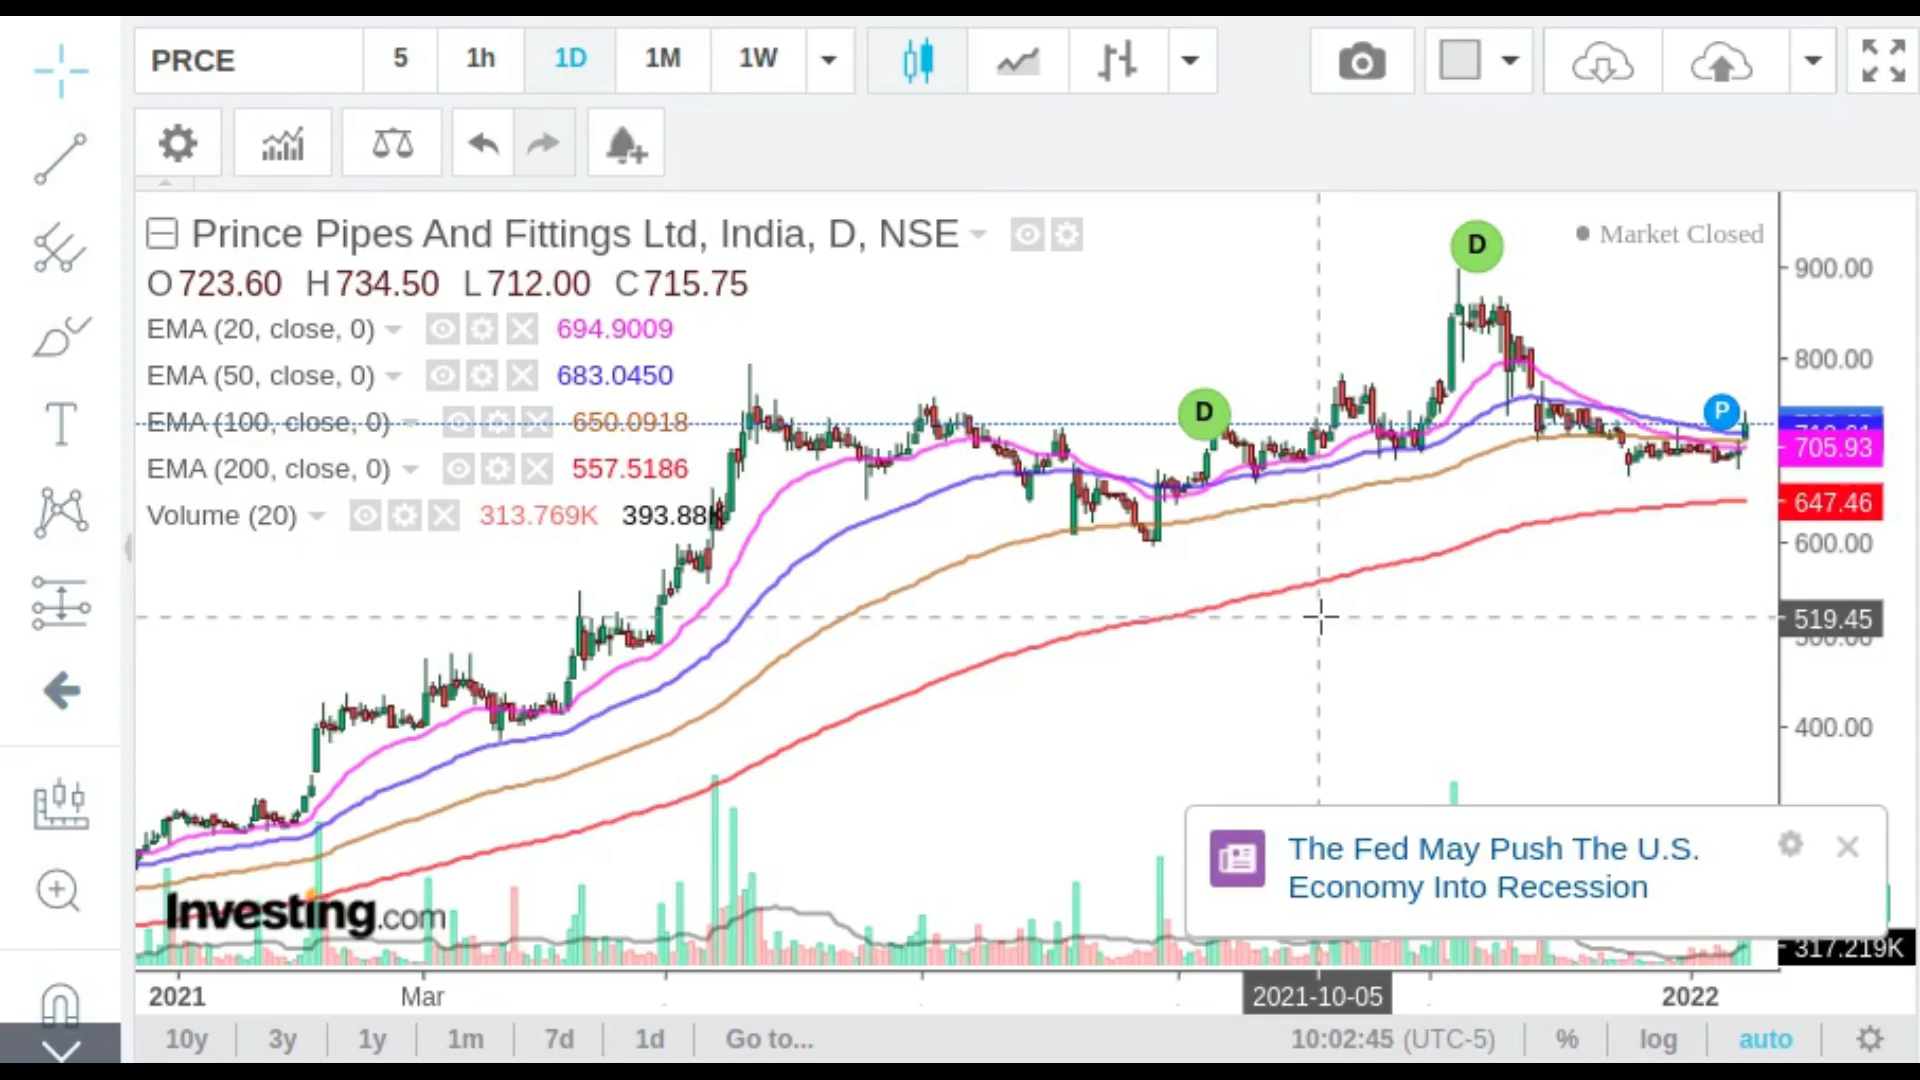 PRCE 5 1h 1D 1M 1W
Prince Pipes And Fittings Ltd, India, D, NSE
Market Closed
O723.60 H734.50 L712.00 C715.75
EMA (20, close, 0) 694.9009
EMA (50, close, 0) 683.0450
EMA (100, close, 0) 650.0918
EMA (200, close, 0) 557.5186
Volume (20) 313.769K 393.88K
D
D
P
900.00
800.00
705.93
647.46
600.00
519.45
500.00
400.00
The Fed May Push The U.S.
Economy Into Recession
Investing.com
317.219K
2021 Mar 2021-10-05 2022
10y 3y 1y 1m 7d 1d Go to... 10:02:45 (UTC-5) % log auto